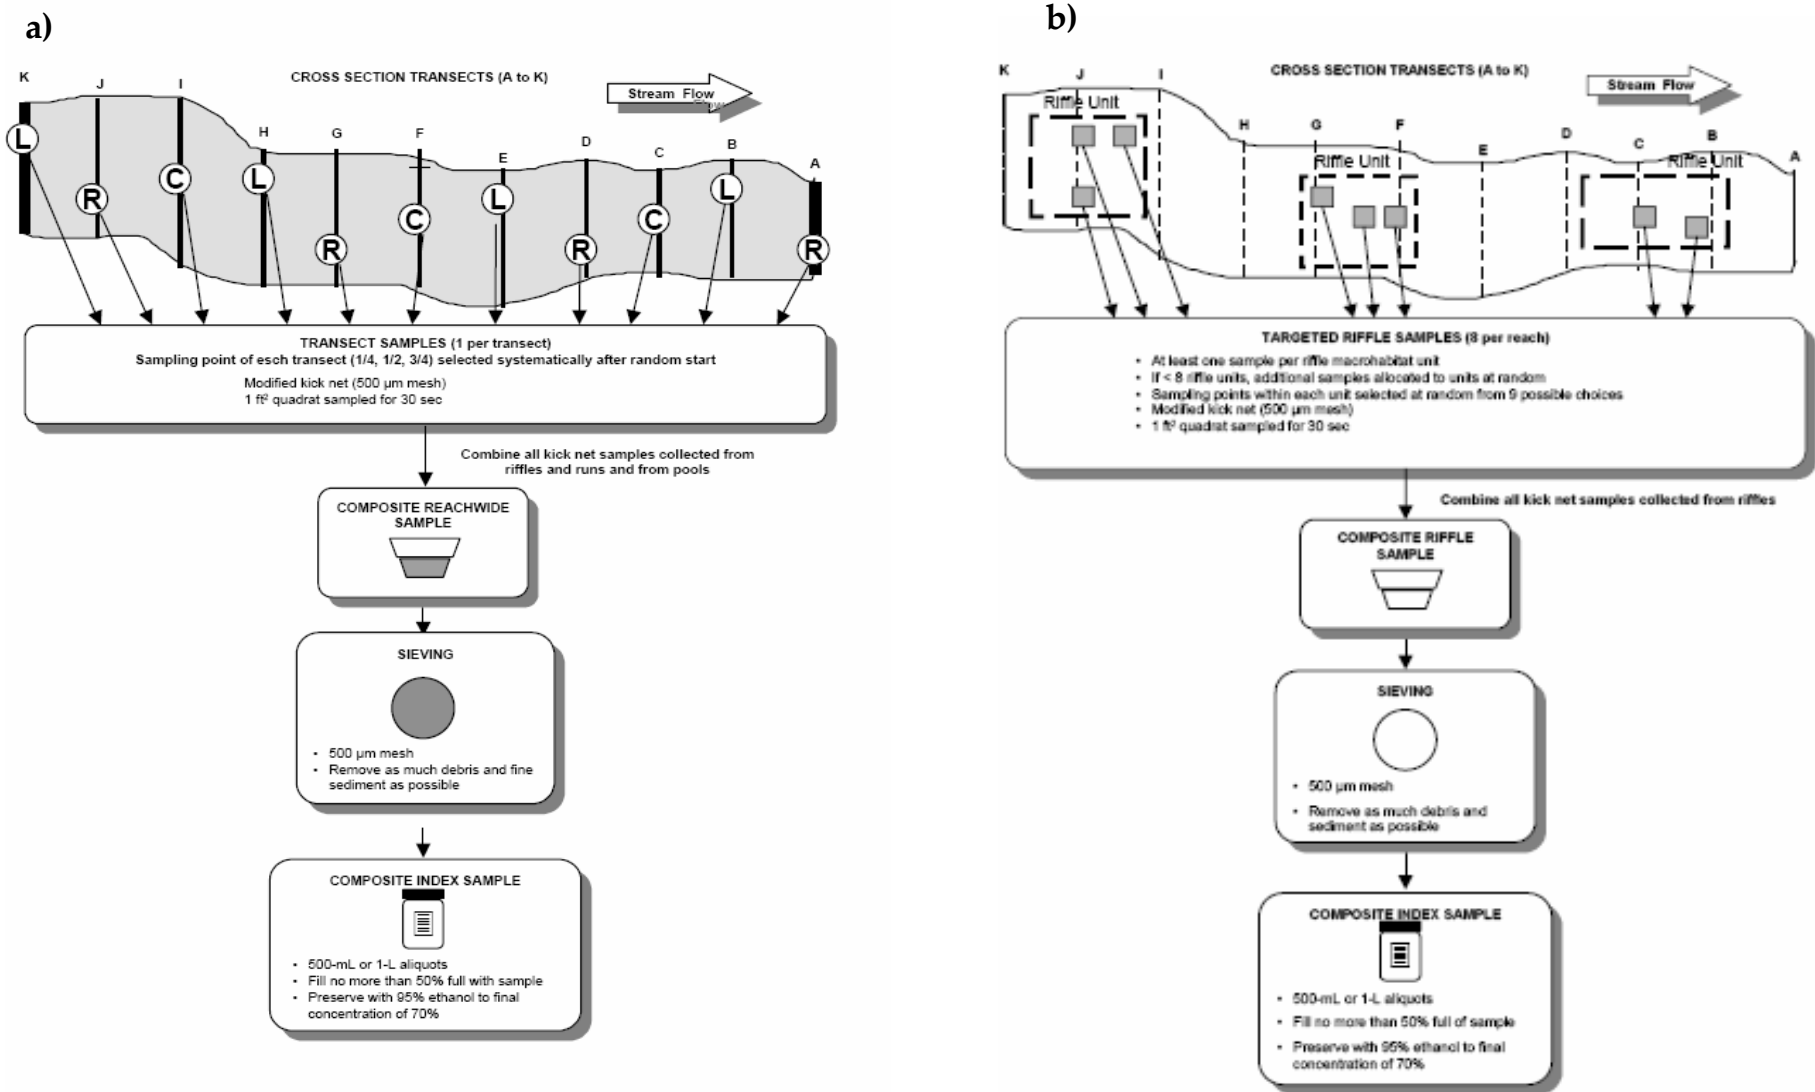 a)
K
J
I
CROSS SECTION TRANSECTS (A to K)
Stream Flow
Flow
H
G
F
E
D
C
B
A
L
R
C
L
R
C
L
R
C
L
R
TRANSECT SAMPLES (1 per transect)
Sampling point of each transect (1/4, 1/2, 3/4) selected systematically after random start
Modified kick net (500 µm mesh)
1 ft² quadrat sampled for 30 sec
Combine all kick net samples collected from
riffles and runs and from pools
COMPOSITE REACHWIDE
SAMPLE
SIEVING
• 500 µm mesh
• Remove as much debris and fine
sediment as possible
COMPOSITE INDEX SAMPLE
• 500-mL or 1-L aliquots
• Fill no more than 50% full with sample
• Preserve with 95% ethanol to final
concentration of 70%
b)
K
J
I
CROSS SECTION TRANSECTS (A to K)
Stream Flow
Riffle Unit
H
G
F
E
D
C
B
A
Riffle Unit
Riffle Unit
TARGETED RIFFLE SAMPLES (8 per reach)
• At least one sample per riffle macrohabitat unit
• If < 8 riffle units, additional samples allocated to units at random
• Sampling points within each unit selected at random from 9 possible choices
• Modified kick net (500 µm mesh)
• 1 ft² quadrat sampled for 30 sec
Combine all kick net samples collected from riffles
COMPOSITE RIFFLE
SAMPLE
SIEVING
• 500 µm mesh
• Remove as much debris and
sediment as possible
COMPOSITE INDEX SAMPLE
• 500-mL or 1-L aliquots
• Fill no more than 50% full of sample
• Preserve with 95% ethanol to final
concentration of 70%